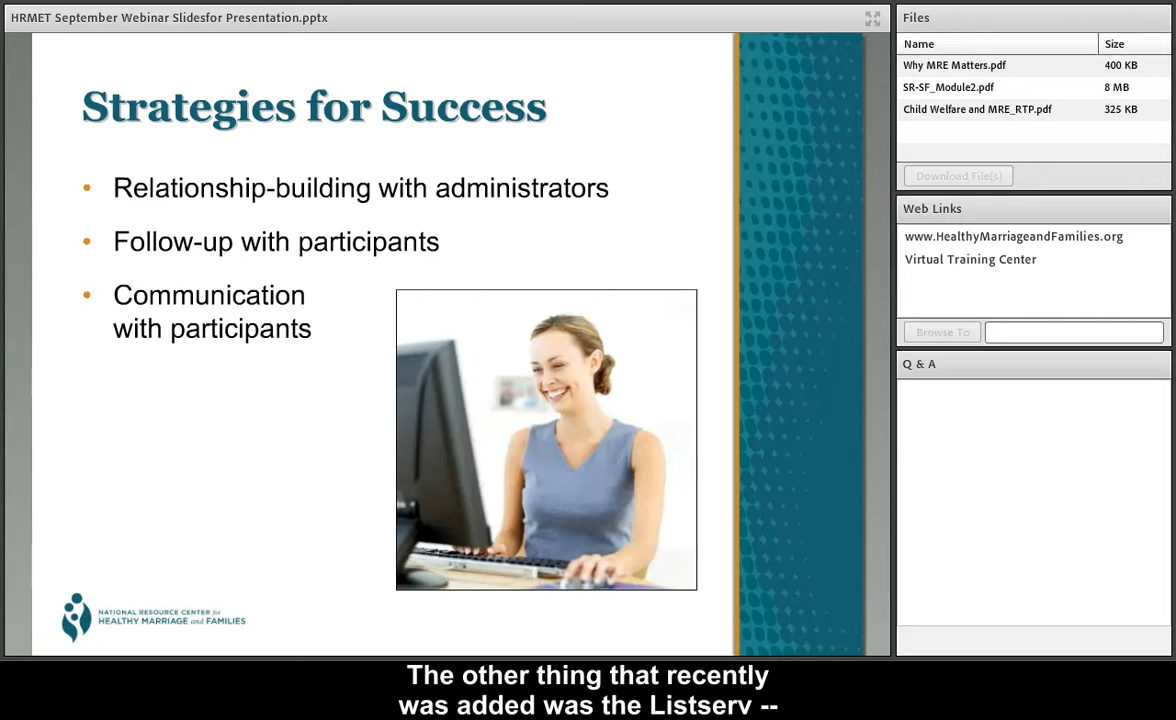 HRMET September Webinar Slidesfor Presentation.pptx
Strategies for Success
• Relationship-building with administrators
• Follow-up with participants
• Communication
with participants
NATIONAL RESOURCE CENTER for
HEALTHY MARRIAGE and FAMILIES
Files
Name Size
Why MRE Matters.pdf 400 KB
SR-SF_Module2.pdf 8 MB
Child Welfare and MRE_RTP.pdf 325 KB
Download File(s)
Web Links
www.HealthyMarriageandFamilies.org
Virtual Training Center
Browse To
Q & A
The other thing that recently
was added was the Listserv --